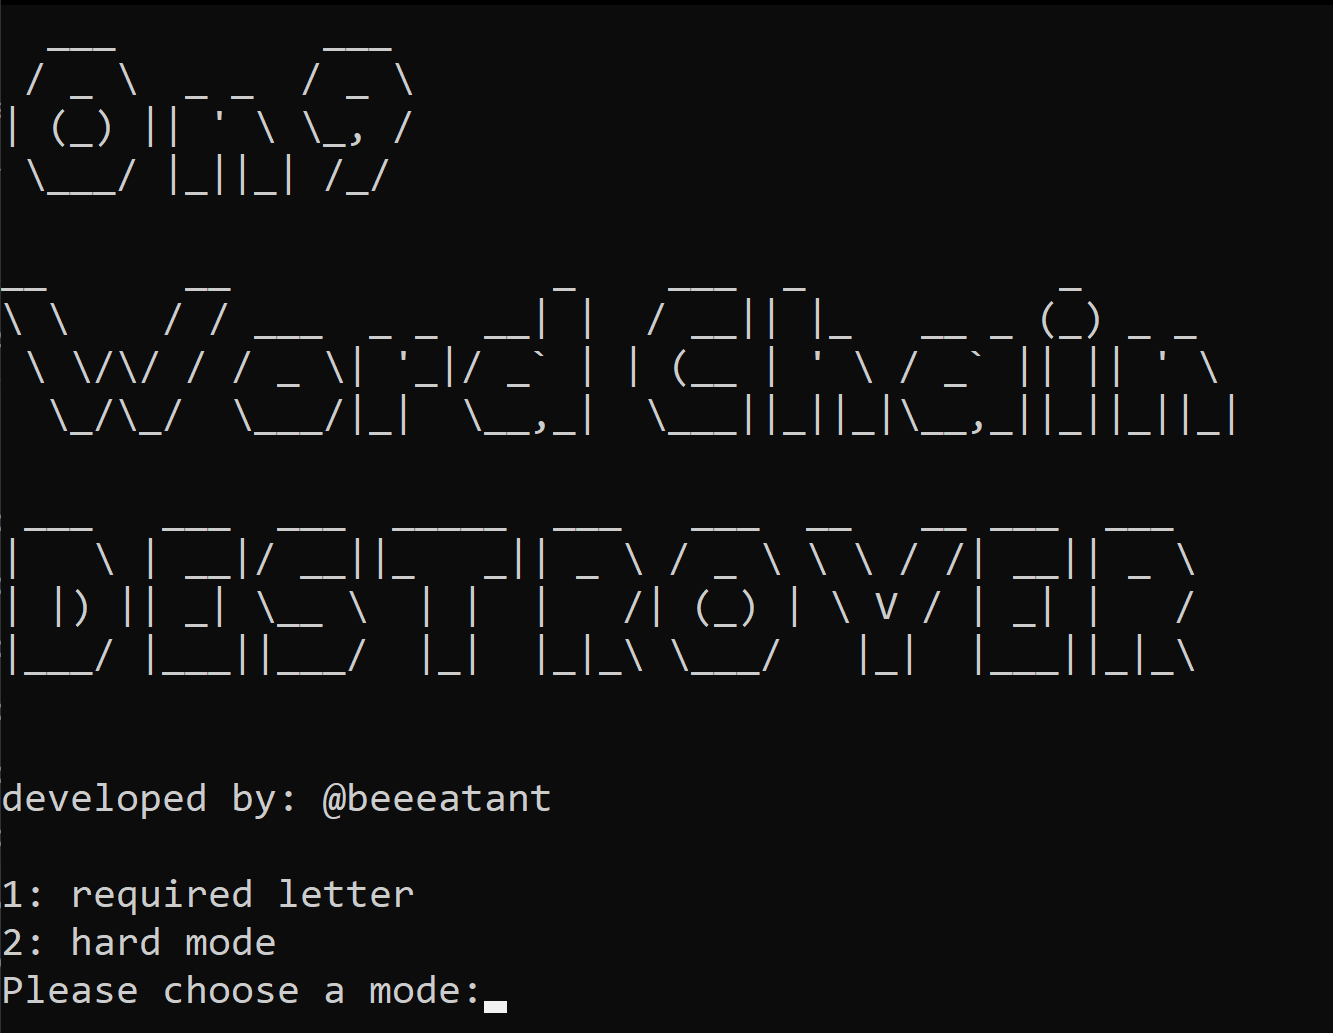 On9
Word Chain
DESTROYER
developed by: @beeeatant
1: required letter
2: hard mode
Please choose a mode: